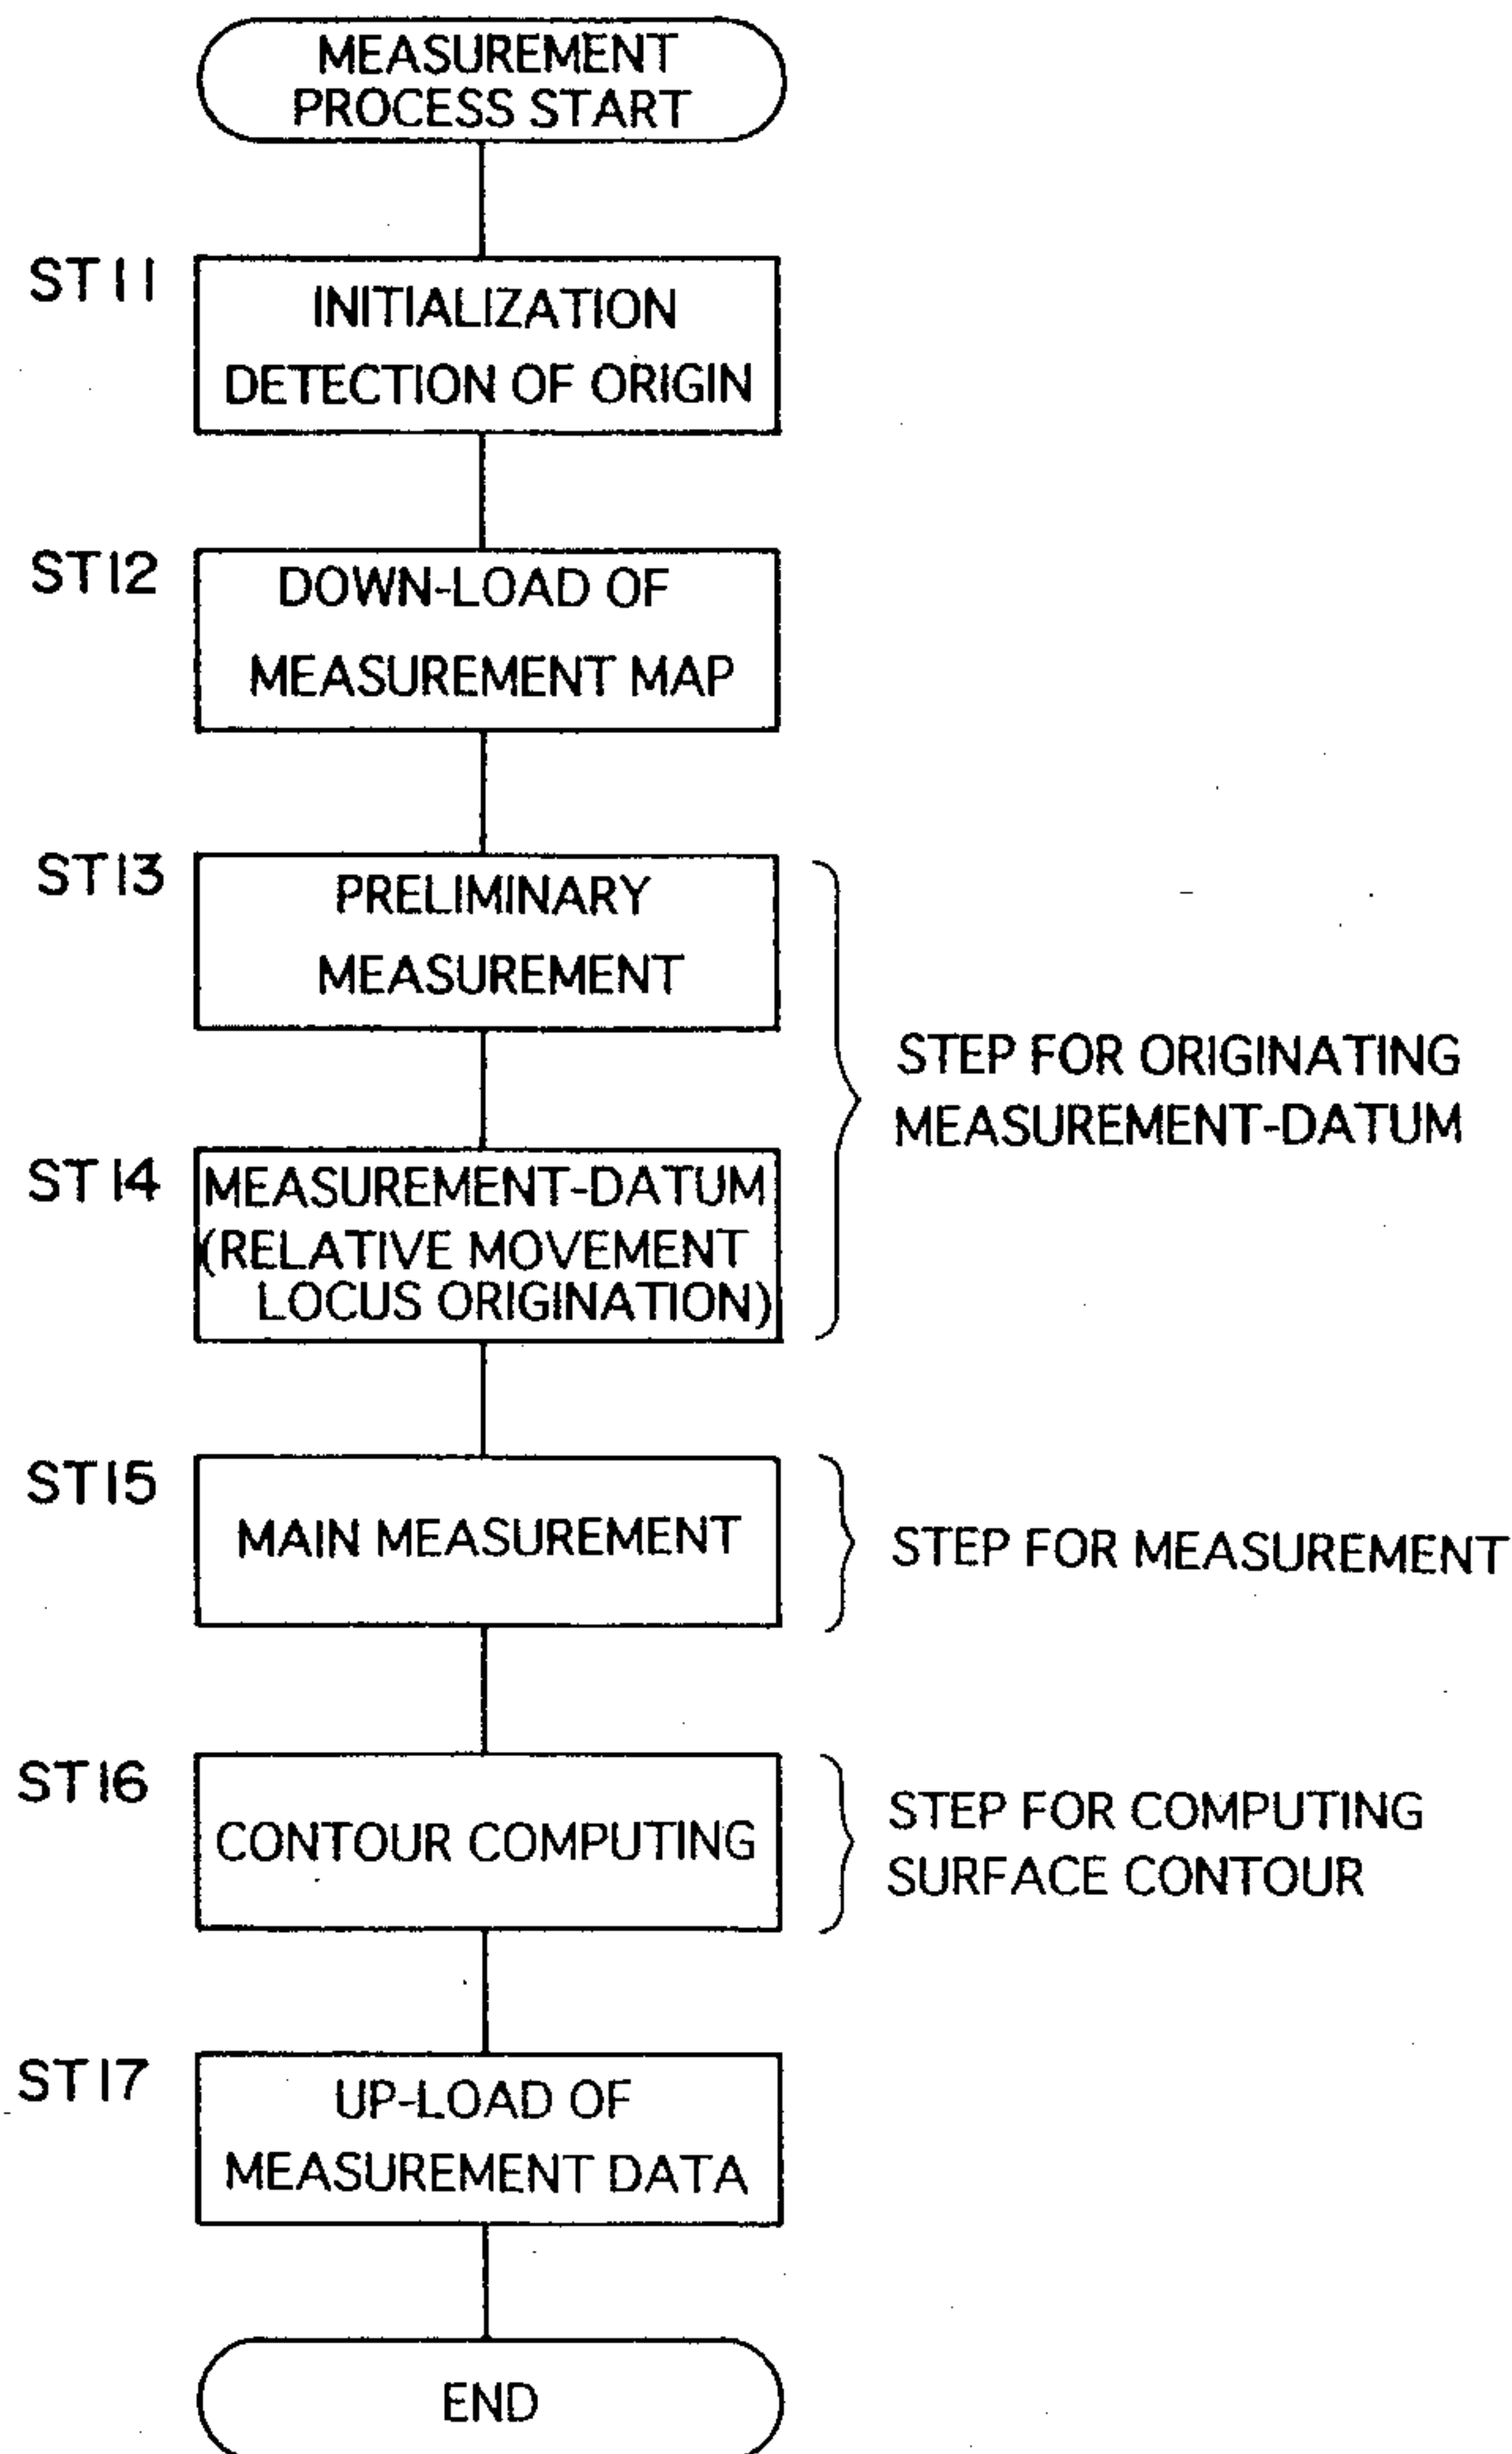 MEASUREMENT
PROCESS START
ST11
INITIALIZATION
DETECTION OF ORIGIN
ST12
DOWN-LOAD OF
MEASUREMENT MAP
ST13
PRELIMINARY
MEASUREMENT
STEP FOR ORIGINATING
MEASUREMENT-DATUM
ST14
MEASUREMENT-DATUM
(RELATIVE MOVEMENT
LOCUS ORIGINATION)
ST15
MAIN MEASUREMENT
STEP FOR MEASUREMENT
ST16
CONTOUR COMPUTING
STEP FOR COMPUTING
SURFACE CONTOUR
ST17
UP-LOAD OF
MEASUREMENT DATA
END